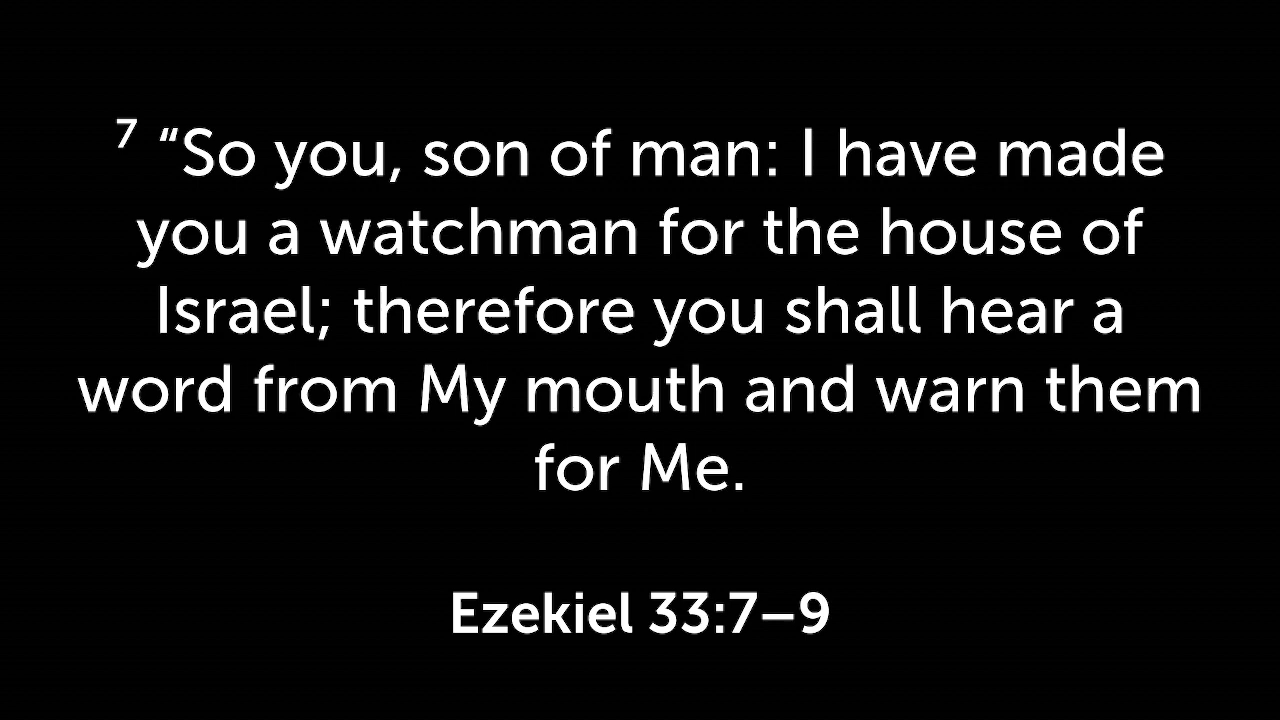 ⁷ “So you, son of man: I have made
you a watchman for the house of
Israel; therefore you shall hear a
word from My mouth and warn them
for Me.
Ezekiel 33:7–9